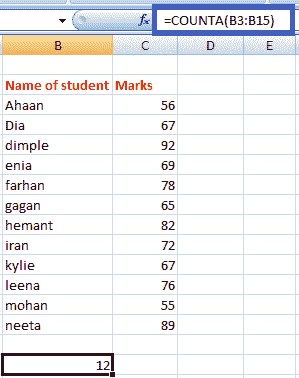 fx =COUNTA(B3:B15)
B C D E
Name of student Marks
Ahaan 56
Dia 67
dimple 92
enia 69
farhan 78
gagan 65
hemant 82
iran 72
kylie 67
leena 76
mohan 55
neeta 89
12